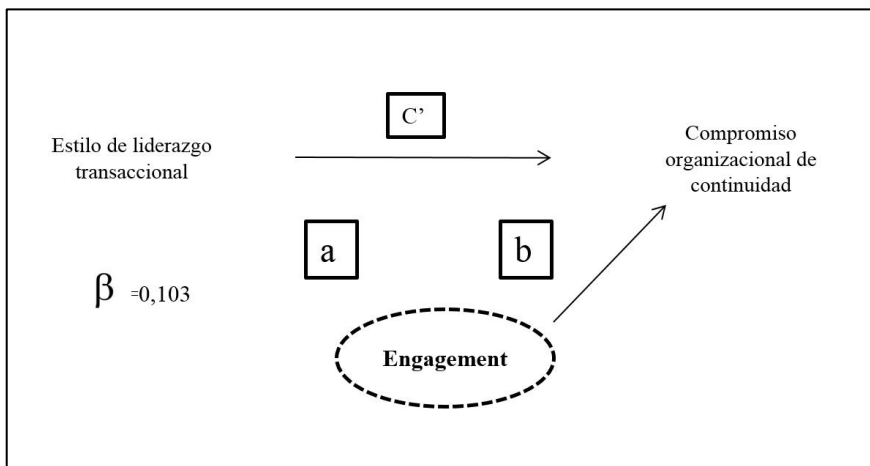 C’
Estilo de liderazgo
transaccional
Compromiso
organizacional de
continuidad
a
b
β =0,103
Engagement